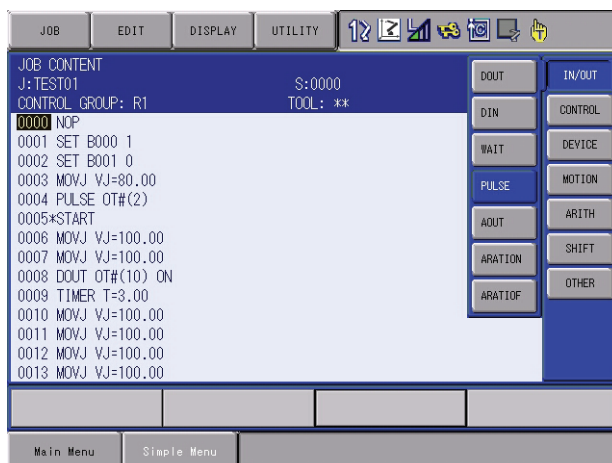 JOB EDIT DISPLAY UTILITY
JOB CONTENT
J:TEST01 S:0000
CONTROL GROUP: R1 TOOL: **
0000 NOP
0001 SET B000 1
0002 SET B001 0
0003 MOVJ VJ=80.00
0004 PULSE OT#(2)
0005*START
0006 MOVJ VJ=100.00
0007 MOVJ VJ=100.00
0008 DOUT OT#(10) ON
0009 TIMER T=3.00
0010 MOVJ VJ=100.00
0011 MOVJ VJ=100.00
0012 MOVJ VJ=100.00
0013 MOVJ VJ=100.00
DOUT
DIN
WAIT
PULSE
AOUT
ARATION
ARATIOF
IN/OUT
CONTROL
DEVICE
MOTION
ARITH
SHIFT
OTHER
Main Menu Simple Menu